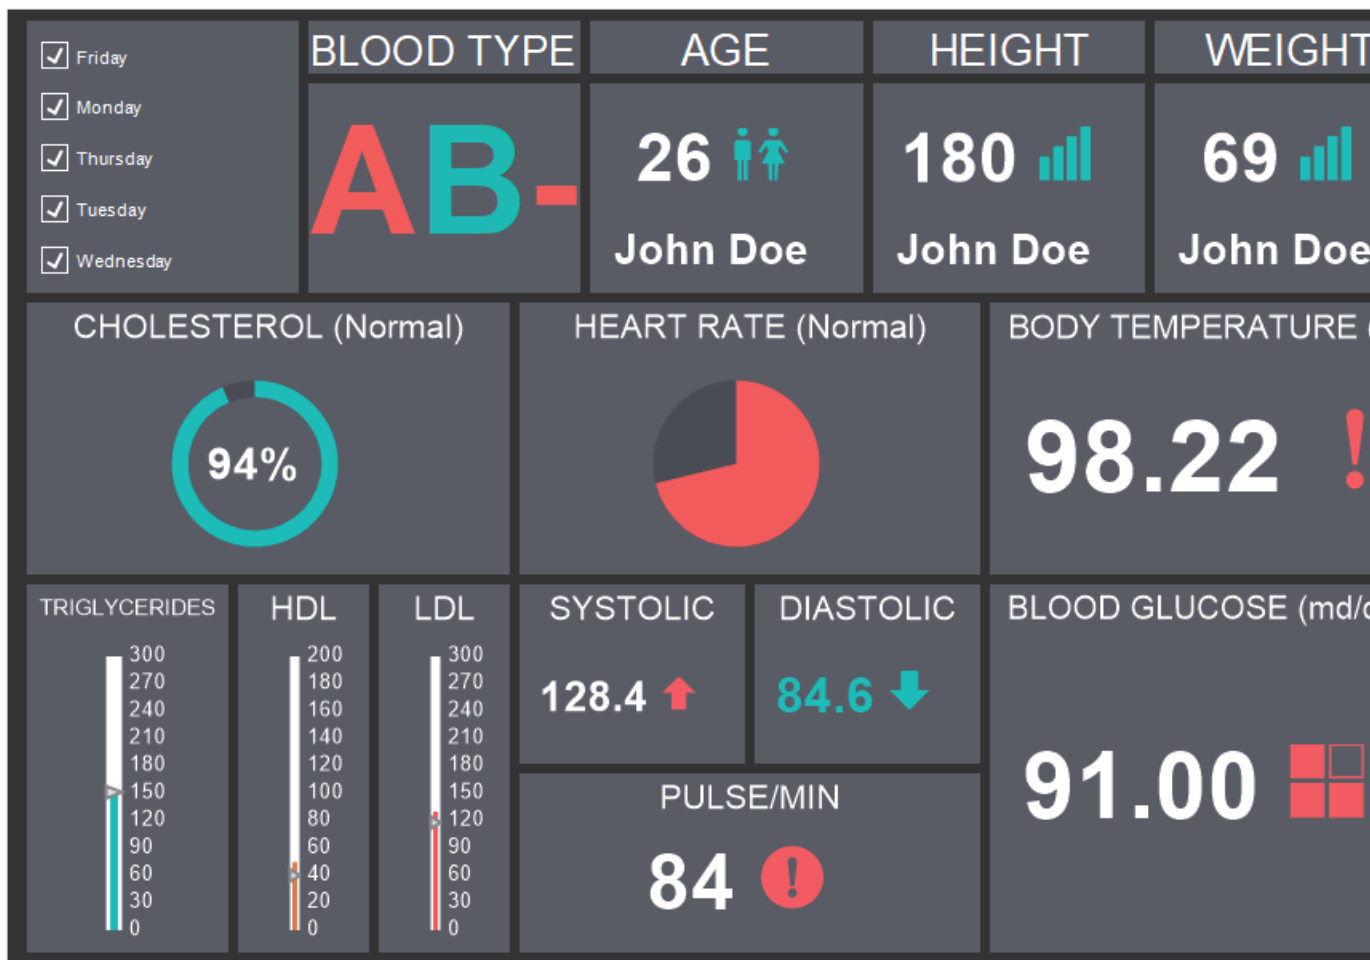 Friday
Monday
Thursday
Tuesday
Wednesday
BLOOD TYPE
AB-
AGE
26
John Doe
HEIGHT
180
John Doe
WEIGHT
69
John Doe
CHOLESTEROL (Normal)
94%
HEART RATE (Normal)
BODY TEMPERATURE (
98.22 !
TRIGLYCERIDES
300
270
240
210
180
150
120
90
60
30
0
HDL
200
180
160
140
120
100
80
60
40
20
0
LDL
300
270
240
210
180
150
120
90
60
30
0
SYSTOLIC
128.4
DIASTOLIC
84.6
PULSE/MIN
84 !
BLOOD GLUCOSE (md/d
91.00